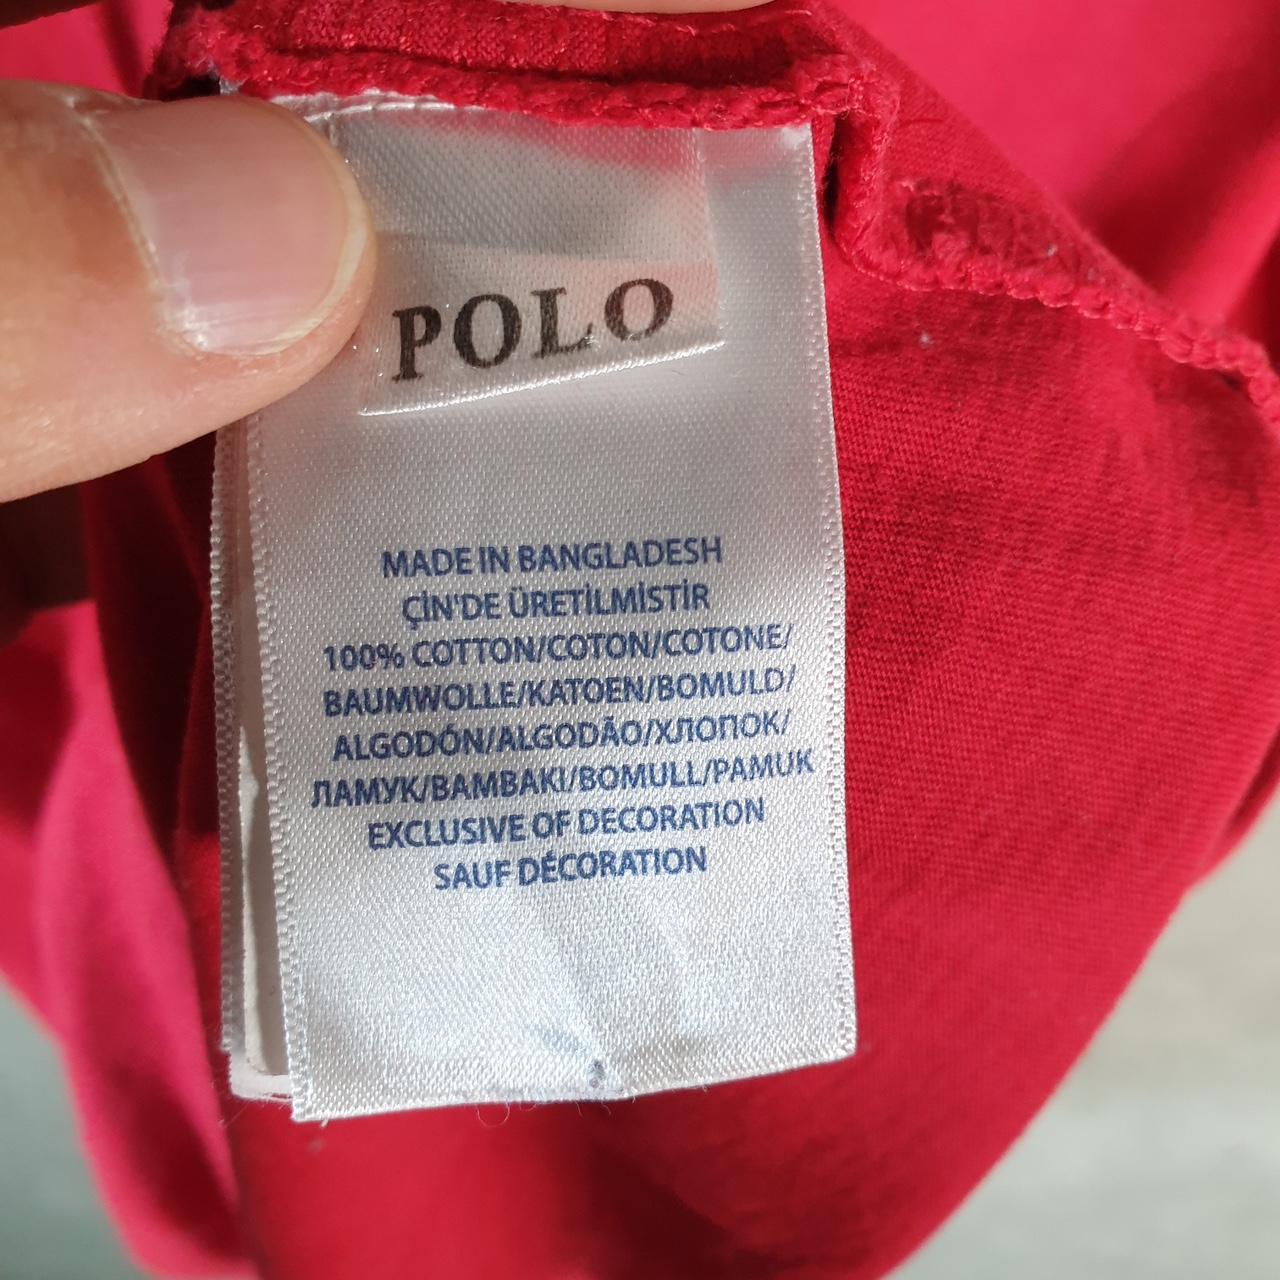 POLO
MADE IN BANGLADESH
ÇİN'DE ÜRETİLMİSTİR
100% COTTON/COTON/COTONE/
BAUMWOLLE/KATOEN/BOMULD/
ALGODÓN/ALGODÃO/ХЛОПОК/
ПАМУК/BAMBAKI/BOMULL/PAMUK
EXCLUSIVE OF DECORATION
SAUF DÉCORATION